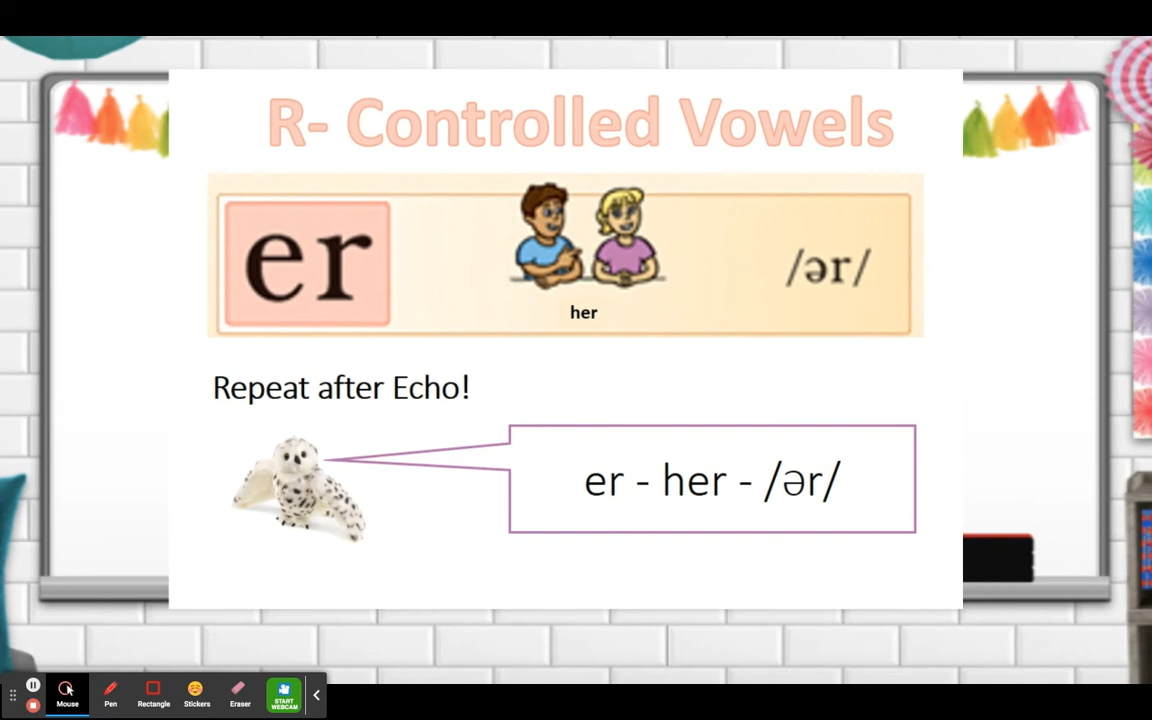 R- Controlled Vowels
er
her
/ər/
Repeat after Echo!
er - her - /ər/
Mouse
Pen
Rectangle
Stickers
Eraser
START
WEBCAM